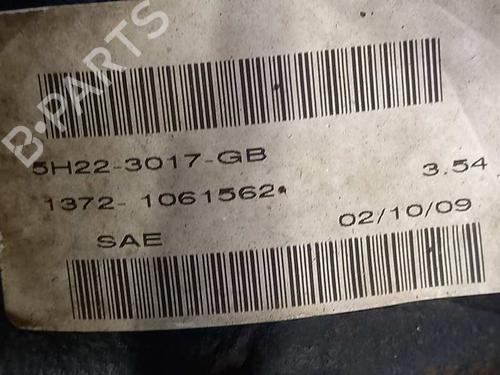 B-PARTS
5H22-3017-GB
1372- 1061562 3.54
SAE 02/10/09